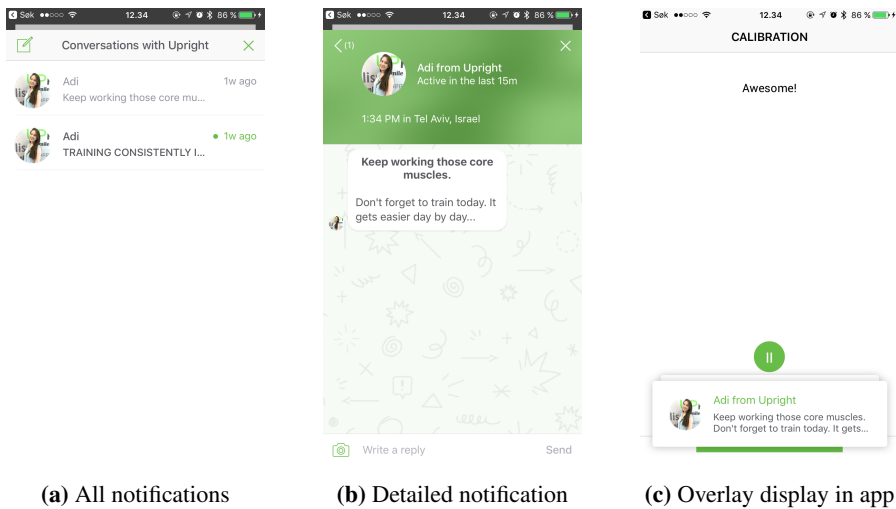 Søk 12.34 86 %
Conversations with Upright
Adi 1w ago
Keep working those core mu...
Adi 1w ago
TRAINING CONSISTENTLY I...
(a) All notifications
Søk 12.34 86 %
(1)
Adi from Upright
Active in the last 15m
1:34 PM in Tel Aviv, Israel
Keep working those core
muscles.
Don't forget to train today. It
gets easier day by day...
Write a reply Send
(b) Detailed notification
Søk 12.34 86 %
CALIBRATION
Awesome!
Adi from Upright
Keep working those core muscles.
Don't forget to train today. It gets...
(c) Overlay display in app